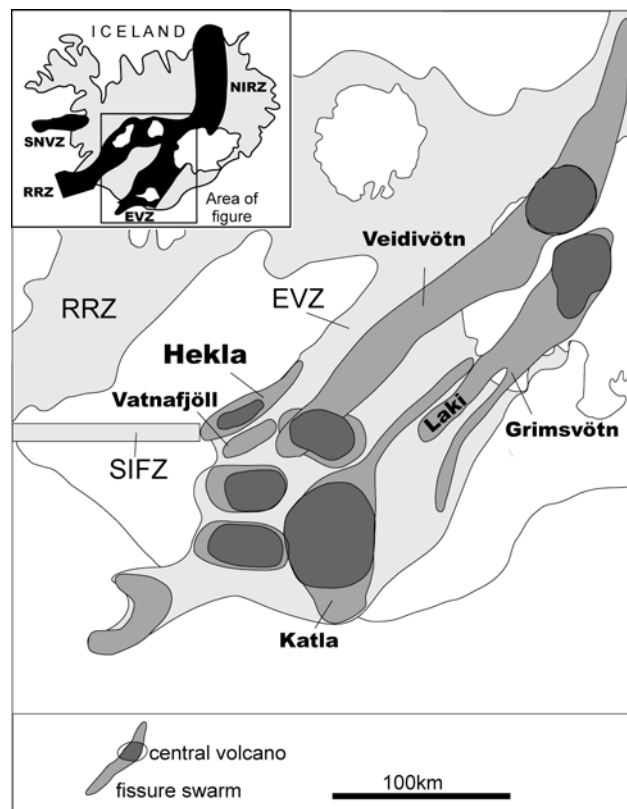 ICELAND
NIRZ
SNVZ
RRZ
EVZ
Area of
figure
Veidivötn
RRZ
EVZ
Hekla
Vatnafjöll
Laki
Grimsvötn
SIFZ
Katla
central volcano
fissure swarm
100km